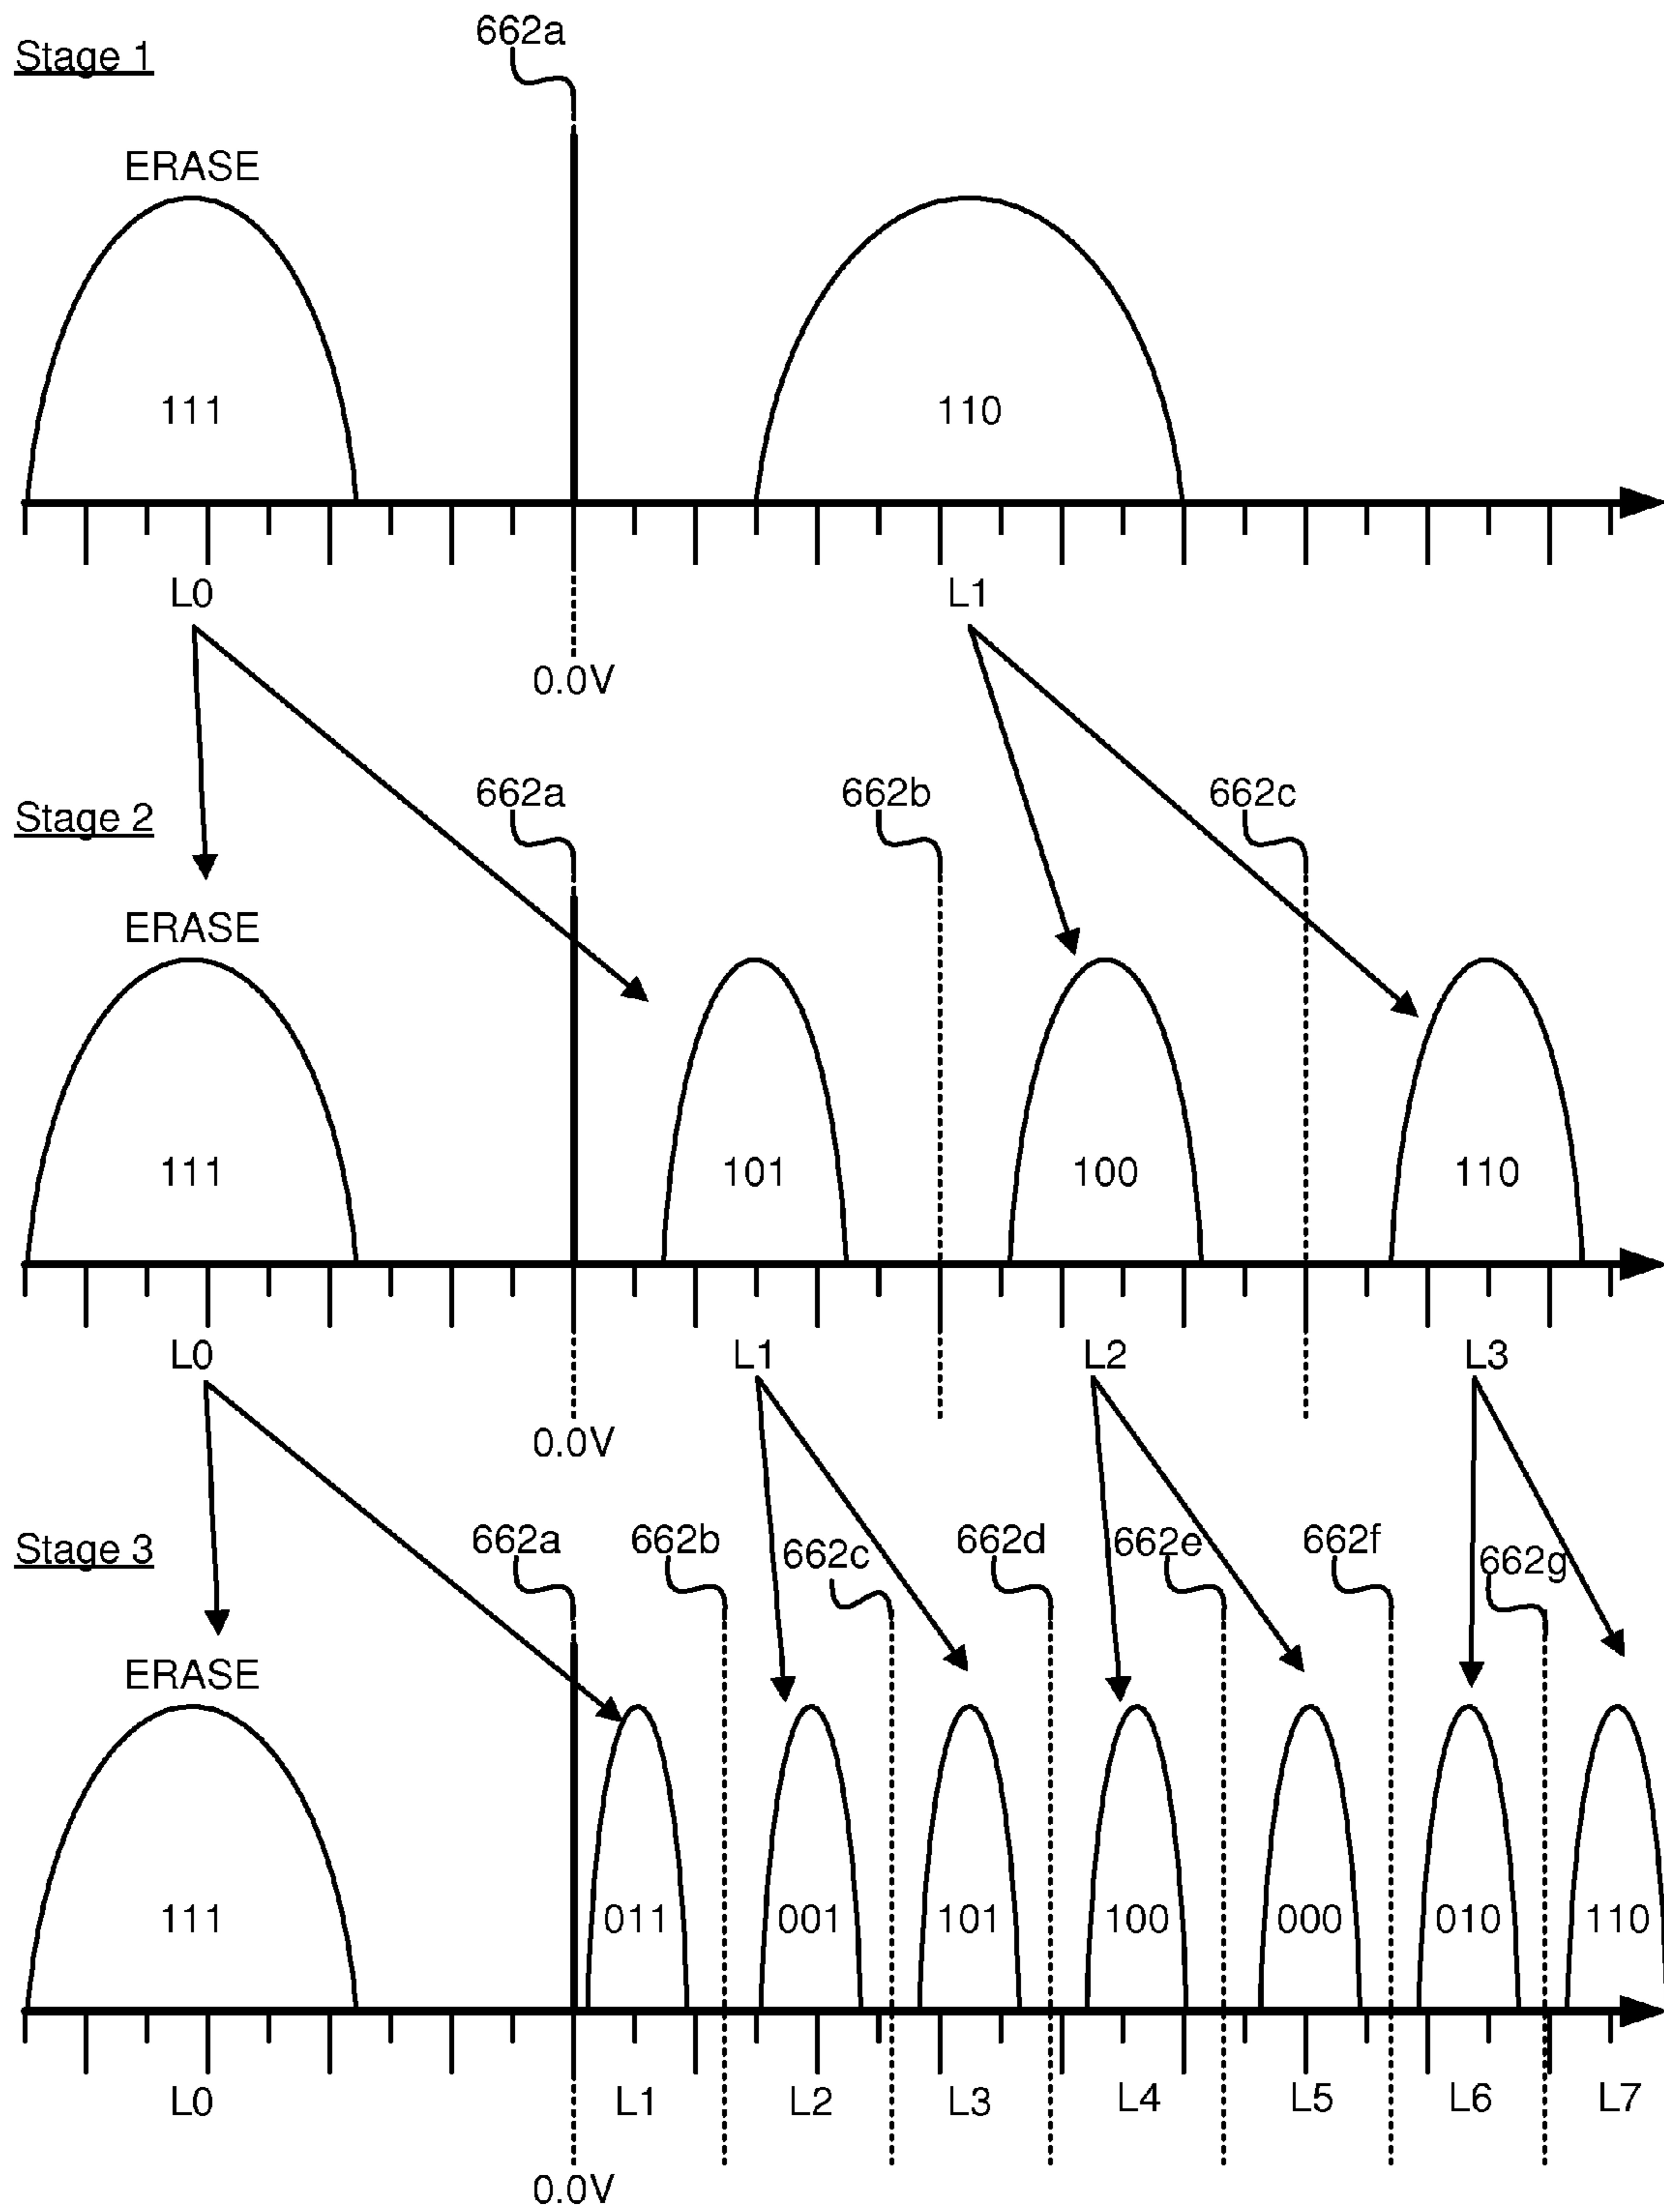 662a
Stage 1
ERASE
111
110
L0
L1
0.0V
662a
662b
662c
Stage 2
ERASE
111
101
100
110
L0
L1
L2
L3
0.0V
662a
662b
662c
662d
662e
662f
662g
Stage 3
ERASE
111
011
001
101
100
000
010
110
L0
L1
L2
L3
L4
L5
L6
L7
0.0V